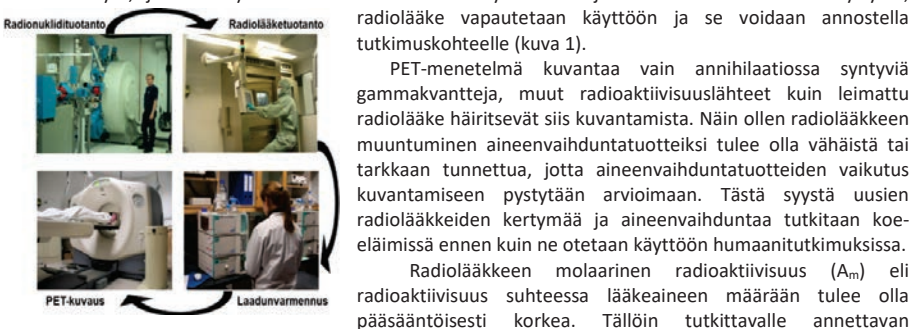 Radionuklidituotanto
Radiolääketuotanto
PET-kuvaus
Laadunvarmennus
radiolääke vapautetaan käyttöön ja se voidaan annostella
tutkimuskohteelle (kuva 1).
PET-menetelmä kuvantaa vain annihilaatiossa syntyviä
gammakvantteja, muut radioaktiivisuuslähteet kuin leimattu
radiolääke häiritsevät siis kuvantamista. Näin ollen radiolääkkeen
muuntuminen aineenvaihduntatuotteiksi tulee olla vähäistä tai
tarkkaan tunnettua, jotta aineenvaihduntatuotteiden vaikutus
kuvantamiseen pystytään arvioimaan. Tästä syystä uusien
radiolääkkeiden kertymää ja aineenvaihduntaa tutkitaan koe-
eläimissä ennen kuin ne otetaan käyttöön humaanitutkimuksissa.
Radiolääkkeen molaarinen radioaktiivisuus (Am) eli
radioaktiivisuus suhteessa lääkeaineen määrään tulee olla
pääsääntöisesti korkea. Tällöin tutkittavalle annettavan